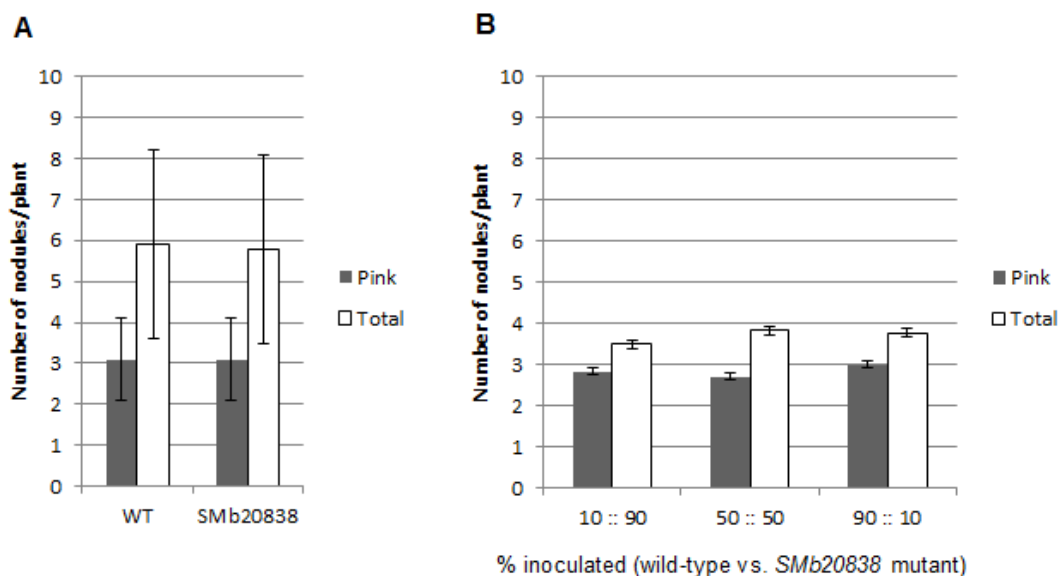 A
Number of nodules/plant
10
9
8
7
6
5
4
3
2
1
0
WT SMb20838
Pink
Total
B
Number of nodules/plant
10
9
8
7
6
5
4
3
2
1
0
10 :: 90 50 :: 50 90 :: 10
% inoculated (wild-type vs. SMb20838 mutant)
Pink
Total